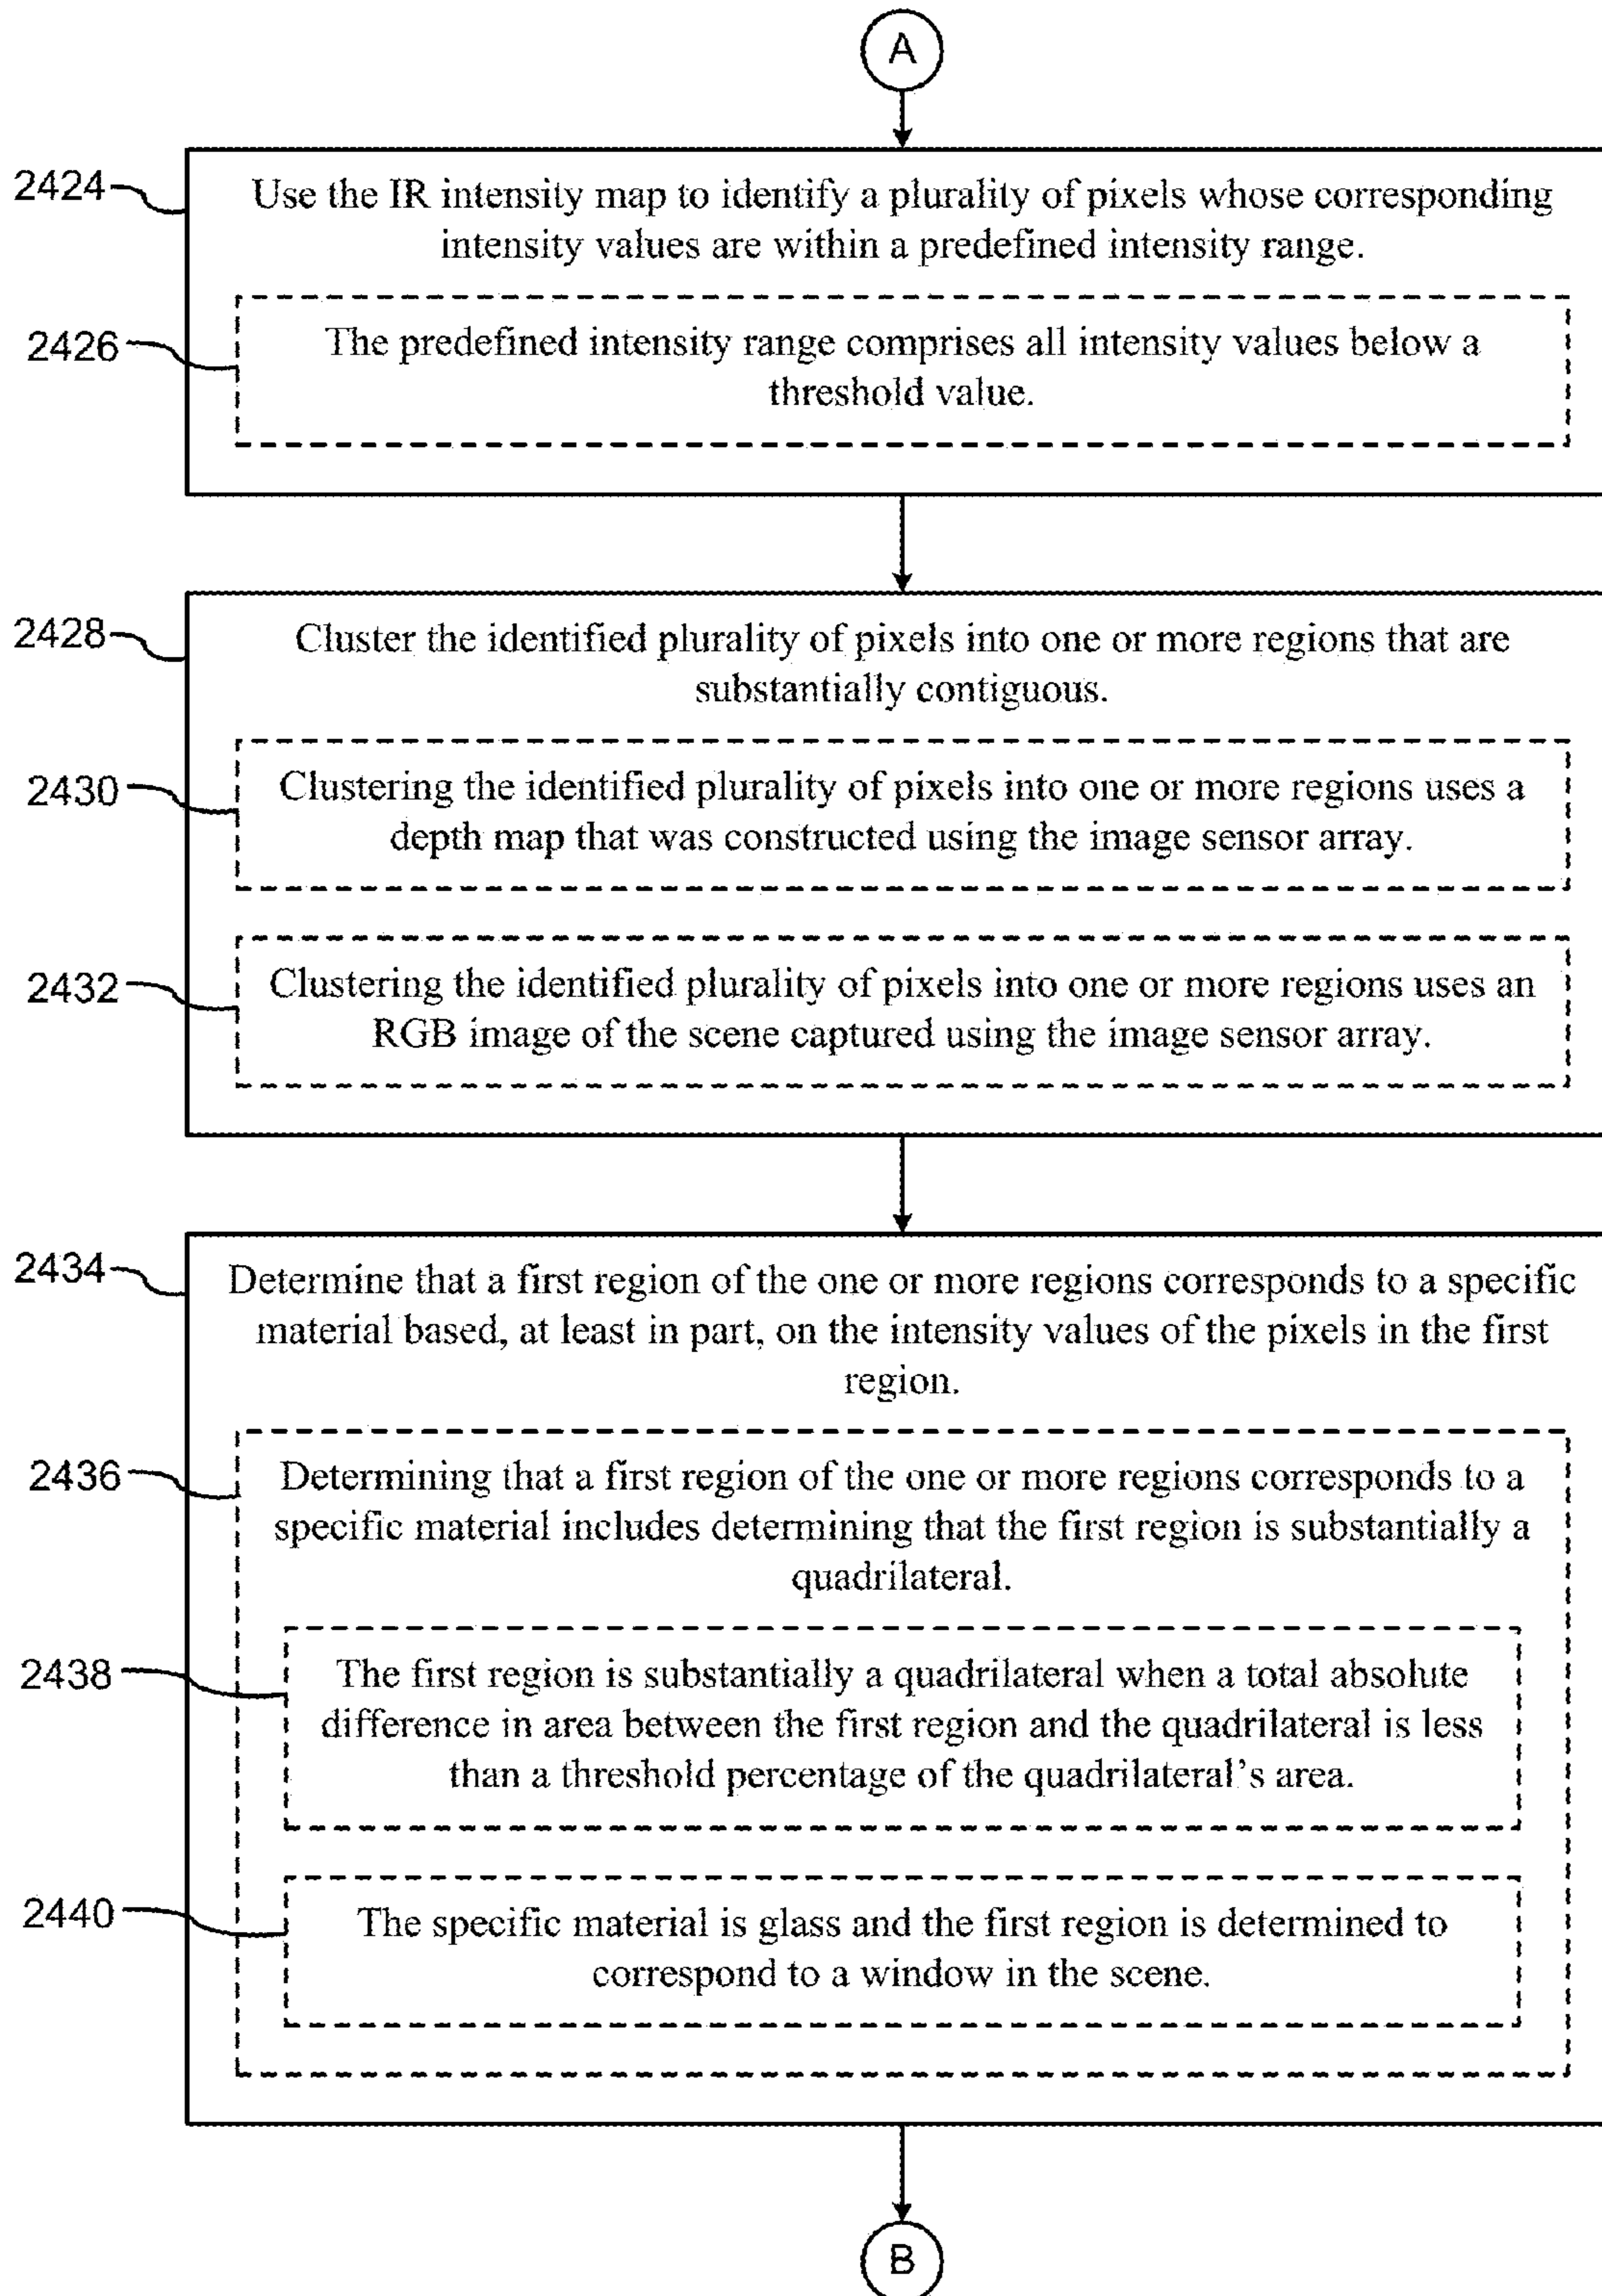 A
2424
Use the IR intensity map to identify a plurality of pixels whose corresponding
intensity values are within a predefined intensity range.
2426
The predefined intensity range comprises all intensity values below a
threshold value.
2428
Cluster the identified plurality of pixels into one or more regions that are
substantially contiguous.
2430
Clustering the identified plurality of pixels into one or more regions uses a
depth map that was constructed using the image sensor array.
2432
Clustering the identified plurality of pixels into one or more regions uses an
RGB image of the scene captured using the image sensor array.
2434
Determine that a first region of the one or more regions corresponds to a specific
material based, at least in part, on the intensity values of the pixels in the first
region.
2436
Determining that a first region of the one or more regions corresponds to a
specific material includes determining that the first region is substantially a
quadrilateral.
2438
The first region is substantially a quadrilateral when a total absolute
difference in area between the first region and the quadrilateral is less
than a threshold percentage of the quadrilateral's area.
2440
The specific material is glass and the first region is determined to
correspond to a window in the scene.
B